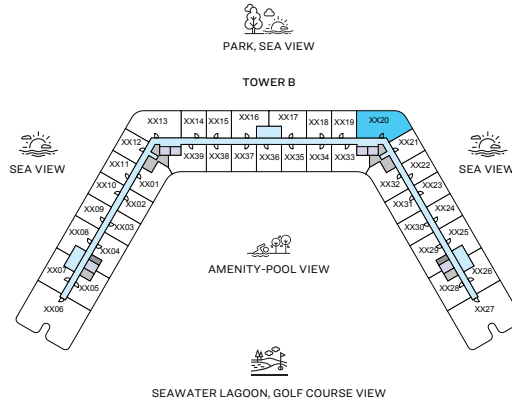 PARK, SEA VIEW
TOWER B
XX13
XX14
XX15
XX16
XX17
XX18
XX19
XX20
XX12
XX21
SEA VIEW
SEA VIEW
XX39
XX38
XX37
XX36
XX35
XX34
XX33
XX11
XX22
XX01
XX32
XX10
XX23
XX02
XX31
XX09
XX24
XX03
XX30
XX08
XX25
XX04
XX29
AMENITY-POOL VIEW
XX07
XX26
XX05
XX28
XX06
XX27
SEAWATER LAGOON, GOLF COURSE VIEW